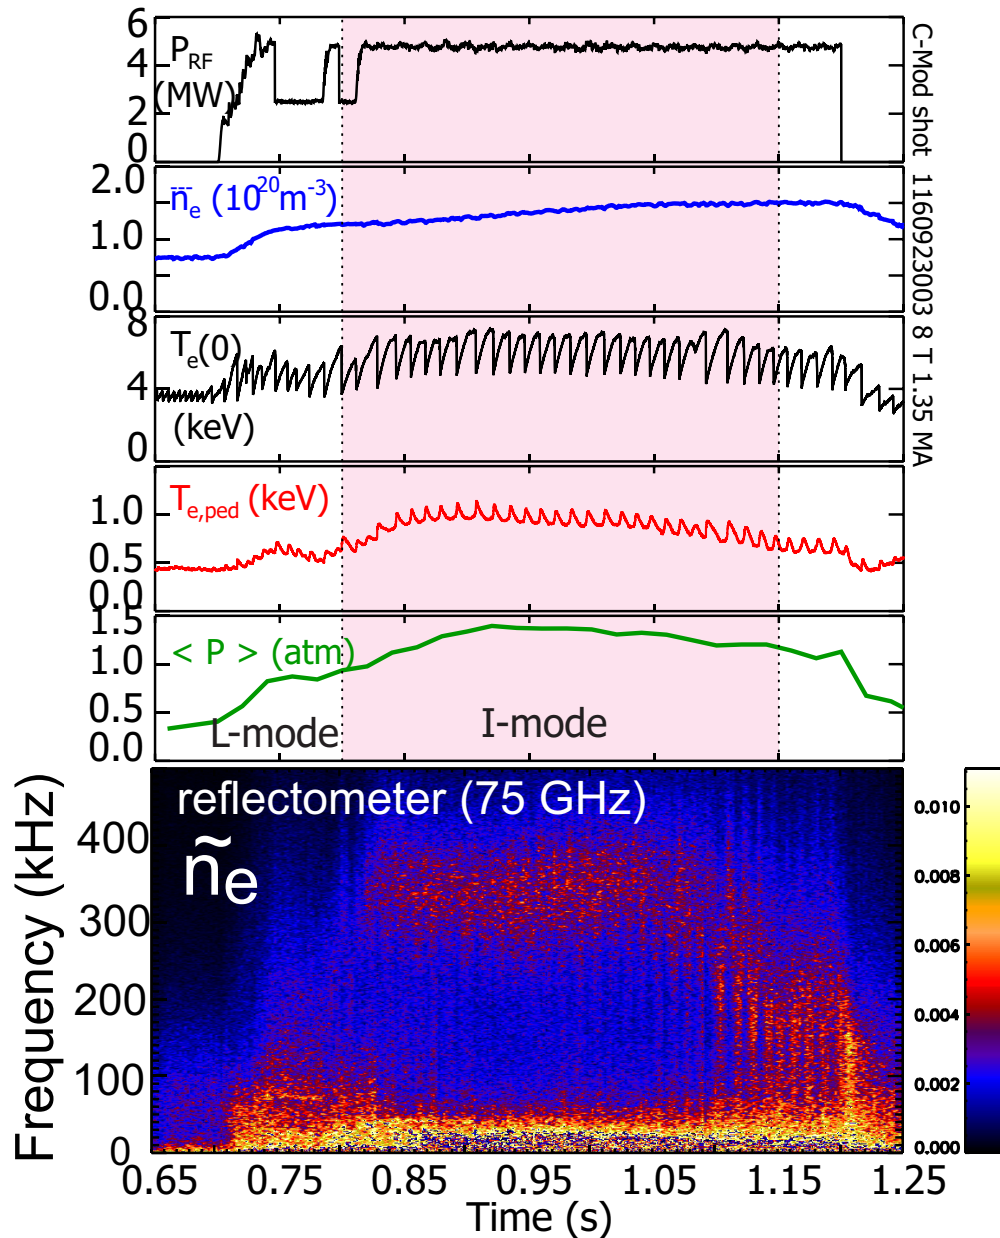 6
4
2
0
P_RF
(MW)
C-Mod shot 1160923003 8 T 1.35 MA
2.0
1.0
0.0
n̅_e (10^20 m^-3)
8
4
0
T_e(0)
(keV)
1.0
0.5
0.0
T_e,ped (keV)
1.5
1.0
0.5
0.0
< P > (atm)
L-mode
I-mode
reflectometer (75 GHz)
ñ_e
Frequency (kHz)
400
300
200
100
0
0.010
0.008
0.006
0.004
0.002
0.000
0.65 0.75 0.85 0.95 1.05 1.15 1.25
Time (s)